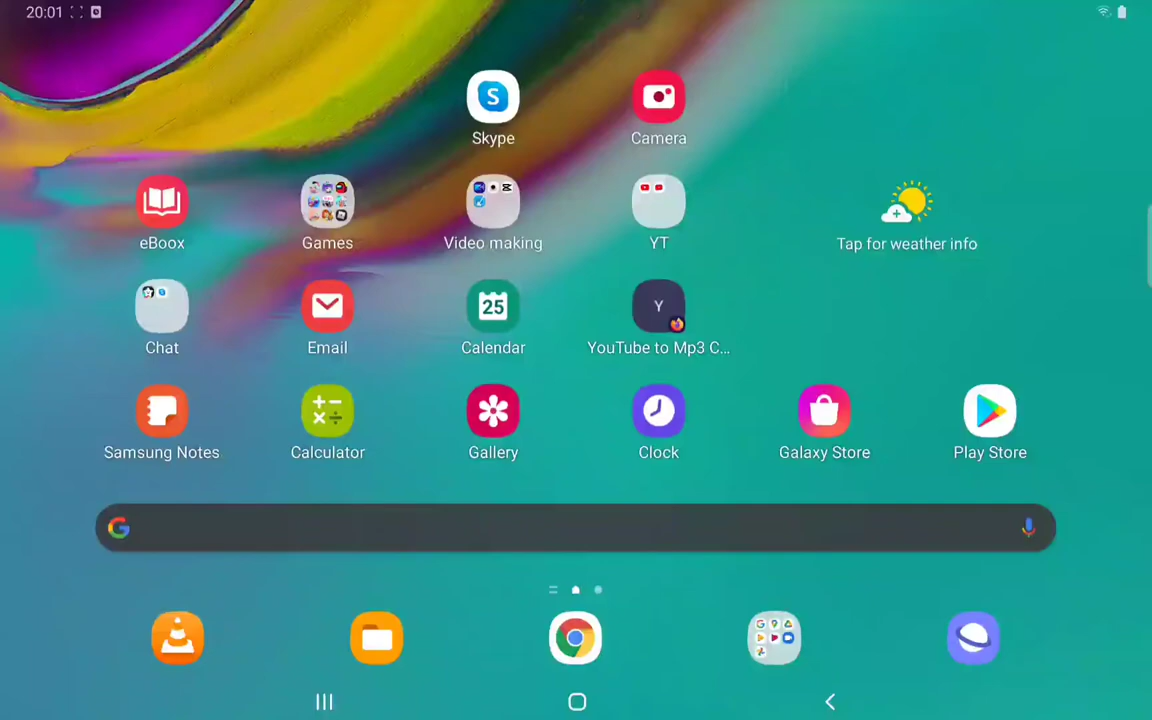 20:01
Skype
Camera
eBoox
Games
Video making
YT
Tap for weather info
Chat
Email
25
Calendar
Y
YouTube to Mp3 C...
Samsung Notes
Calculator
Gallery
Clock
Galaxy Store
Play Store